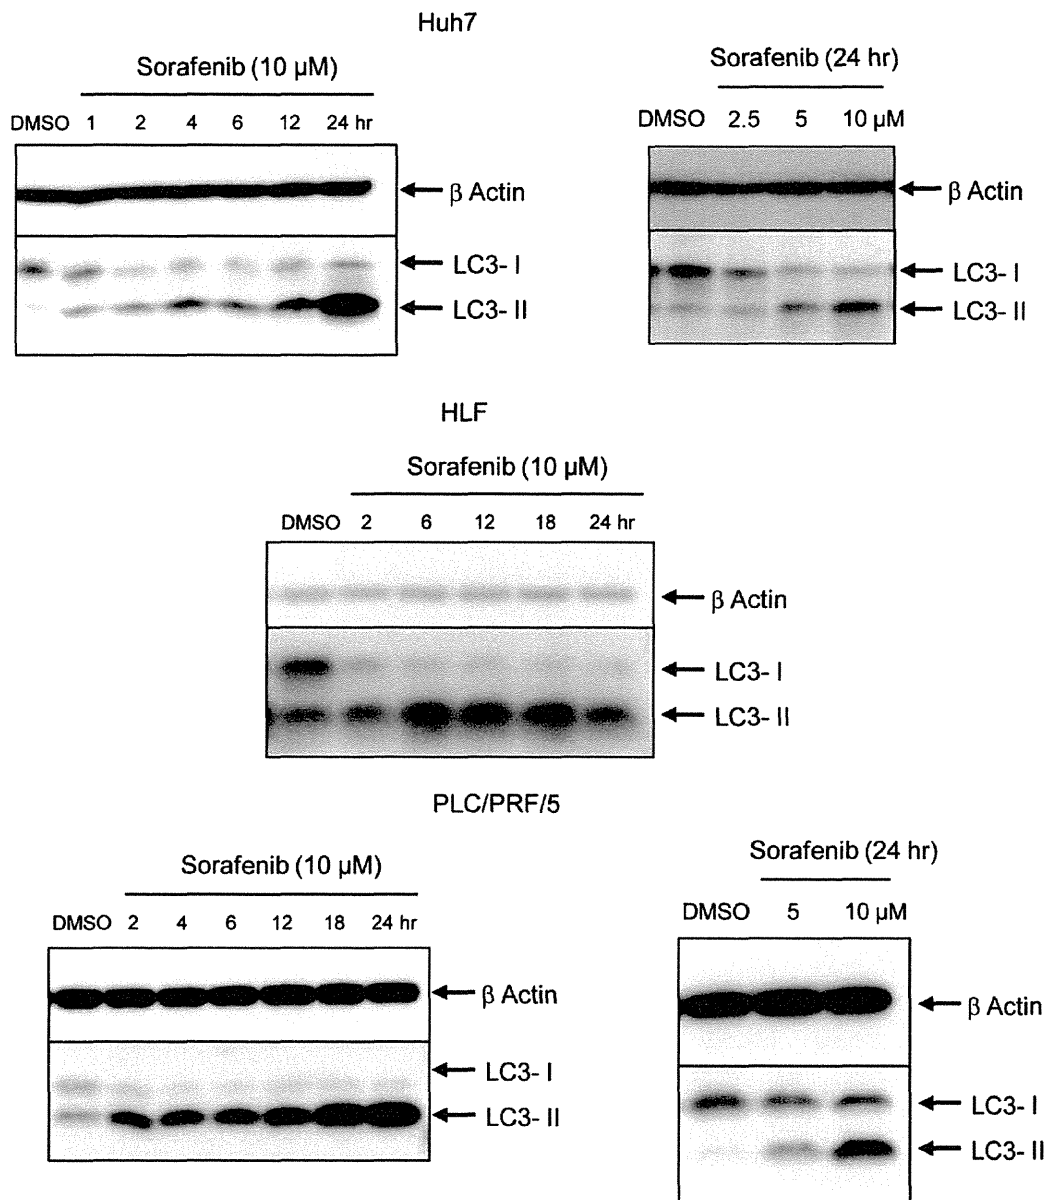 Huh7
Sorafenib (10 µM)
DMSO 1 2 4 6 12 24 hr
β Actin
LC3- I
LC3- II
Sorafenib (24 hr)
DMSO 2.5 5 10 µM
β Actin
LC3- I
LC3- II
HLF
Sorafenib (10 µM)
DMSO 2 6 12 18 24 hr
β Actin
LC3- I
LC3- II
PLC/PRF/5
Sorafenib (10 µM)
DMSO 2 4 6 12 18 24 hr
β Actin
LC3- I
LC3- II
Sorafenib (24 hr)
DMSO 5 10 µM
β Actin
LC3- I
LC3- II